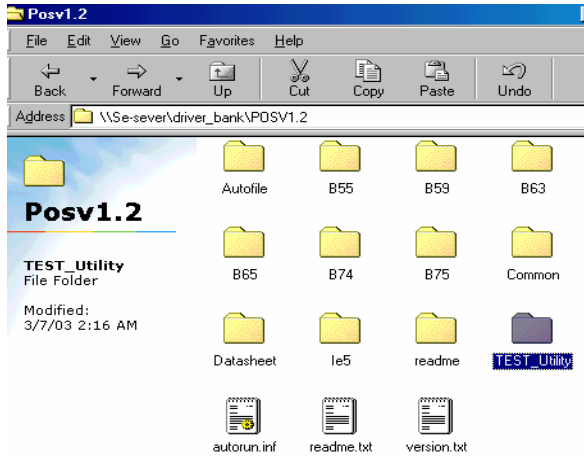 Posv1.2
File Edit View Go Favorites Help
Back Forward Up Cut Copy Paste Undo
Address \\Se-sever\driver_bank\POSV1.2
Posv1.2
TEST_Utility
File Folder
Modified:
3/7/03 2:16 AM
Autofile B55 B59 B63
B65 B74 B75 Common
Datasheet Ie5 readme TEST_Utility
autorun.inf readme.txt version.txt